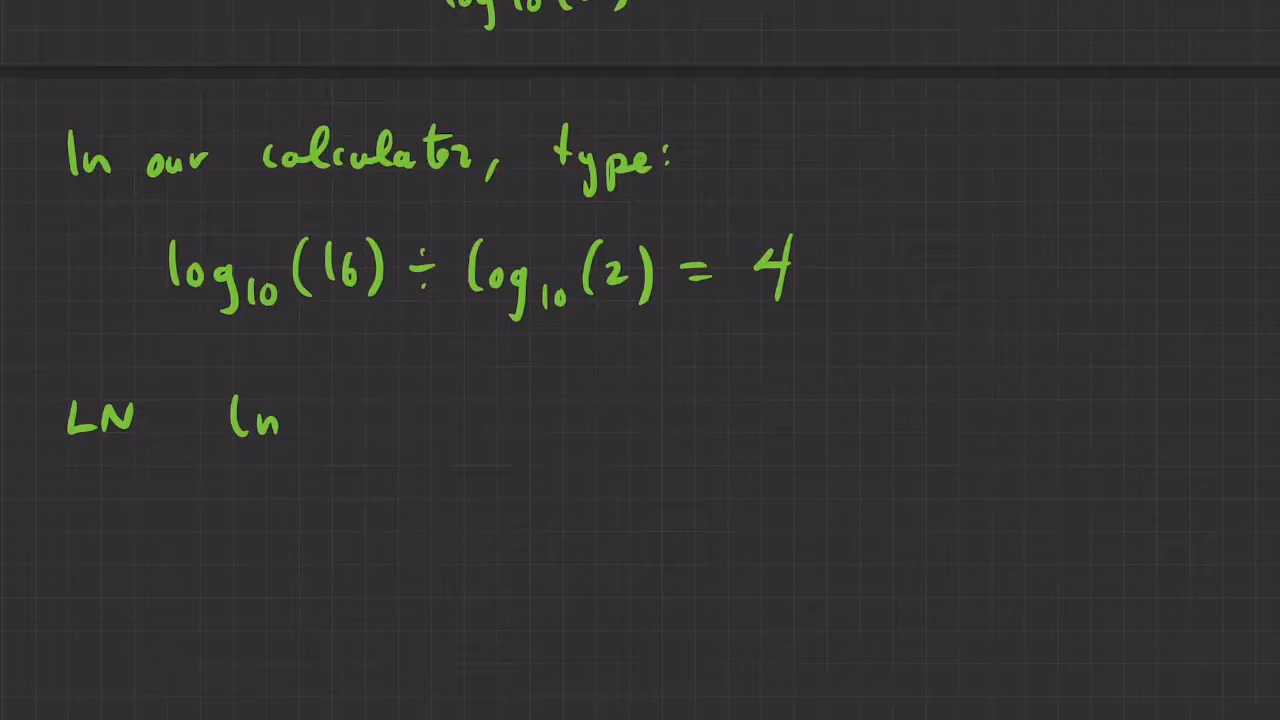 In our calculator, type:
log₁₀(16) ÷ log₁₀(2) = 4
LN ln